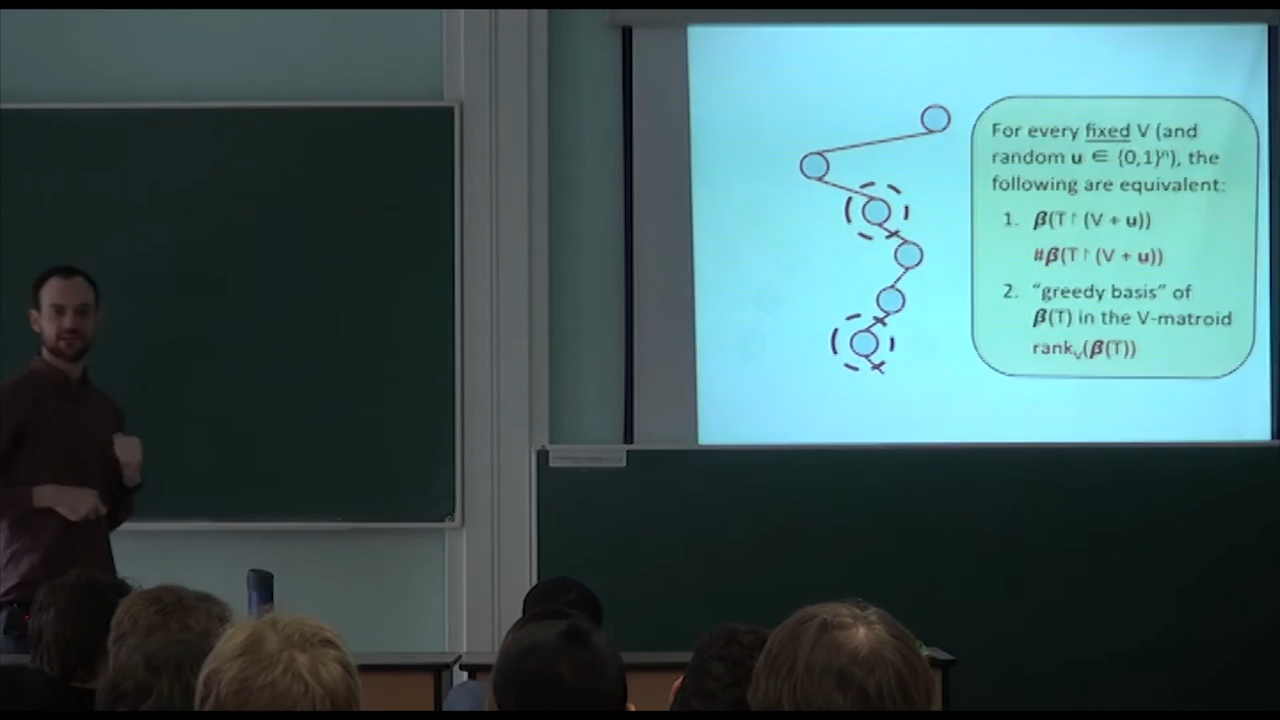 For every fixed V (and
random u ∈ {0,1}ⁿ), the
following are equivalent:
1. β(T↾(V + u))
#β(T↾(V + u))
2. “greedy basis” of
β(T) in the V-matroid
rankᵥ(β(T))